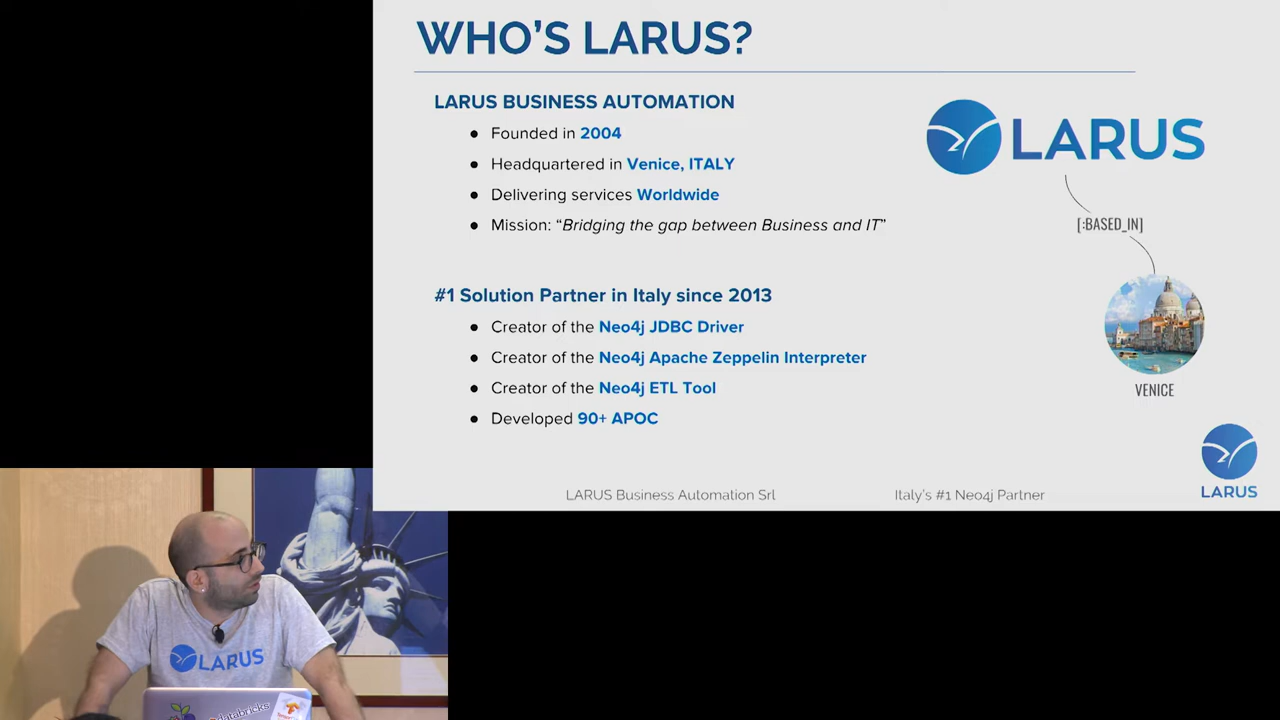 WHO'S LARUS?
LARUS BUSINESS AUTOMATION
● Founded in 2004
● Headquartered in Venice, ITALY
● Delivering services Worldwide
● Mission: “Bridging the gap between Business and IT”
#1 Solution Partner in Italy since 2013
● Creator of the Neo4j JDBC Driver
● Creator of the Neo4j Apache Zeppelin Interpreter
● Creator of the Neo4j ETL Tool
● Developed 90+ APOC
LARUS
[:BASED_IN]
VENICE
LARUS
LARUS Business Automation Srl
Italy's #1 Neo4j Partner
LARUS
databricks